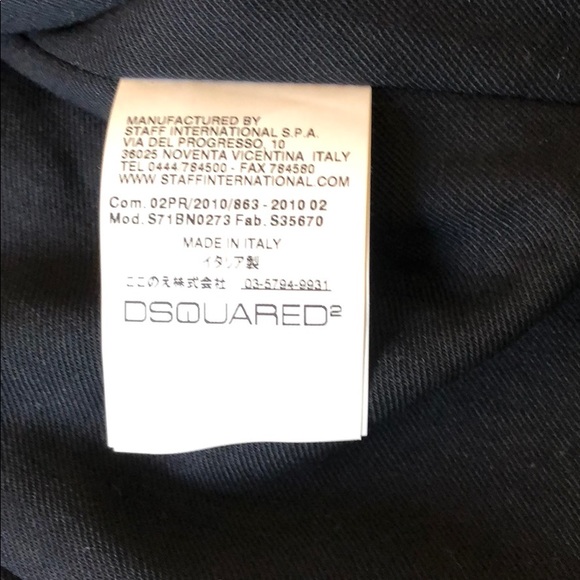 MANUFACTURED BY
STAFF INTERNATIONAL S.P.A.
VIA DEL PROGRESSO, 10
36025 NOVENTA VICENTINA ITALY
TEL 0444 784500 - FAX 784580
WWW.STAFFINTERNATIONAL.COM
Com. 02PR/2010/863 - 2010 02
Mod. S71BN0273 Fab. S35670
MADE IN ITALY
イタリア製
ここのえ株式会社 03-5794-9931
DSQUARED2